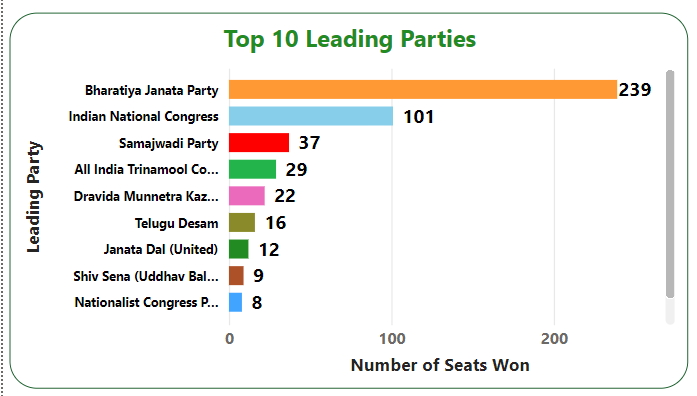 Top 10 Leading Parties
Leading Party
Bharatiya Janata Party 239
Indian National Congress 101
Samajwadi Party 37
All India Trinamool Co... 29
Dravida Munnetra Kaz... 22
Telugu Desam 16
Janata Dal (United) 12
Shiv Sena (Uddhav Bal... 9
Nationalist Congress P... 8
0 100 200
Number of Seats Won